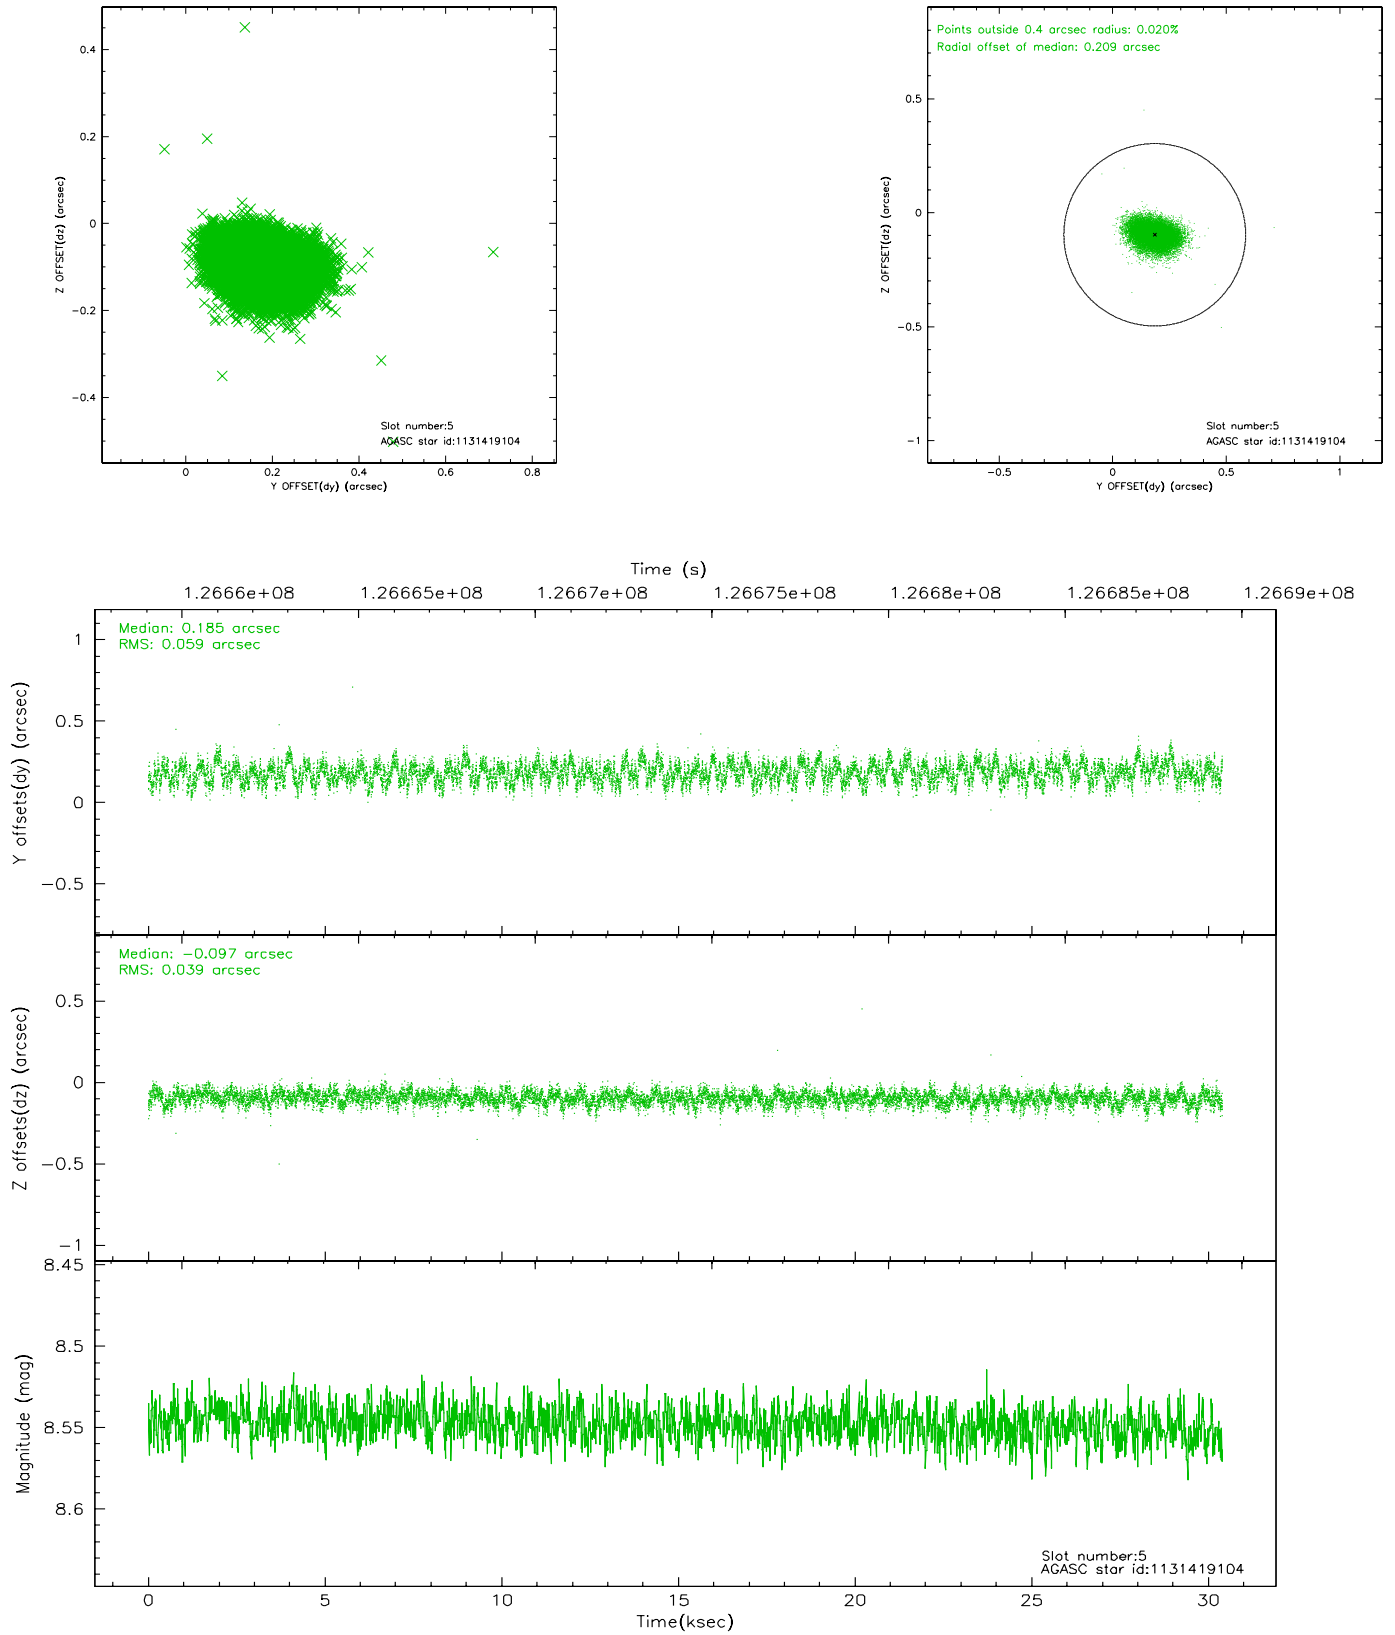 0.4
0.2
0
−0.2
−0.4
Z OFFSET(dz) (arcsec)
Slot number:5
AGASC star id:1131419104
0 0.2 0.4 0.6 0.8
Y OFFSET(dy) (arcsec)
Points outside 0.4 arcsec radius: 0.020%
Radial offset of median: 0.209 arcsec
0.5
0
−0.5
−1
Z OFFSET(dz) (arcsec)
Slot number:5
AGASC star id:1131419104
−0.5 0 0.5 1
Y OFFSET(dy) (arcsec)
Time (s)
1.2666e+08 1.26665e+08 1.2667e+08 1.26675e+08 1.2668e+08 1.26685e+08 1.2669e+08
Median: 0.185 arcsec
RMS: 0.059 arcsec
1
0.5
0
−0.5
Y offsets(dy) (arcsec)
Median: −0.097 arcsec
RMS: 0.039 arcsec
0.5
0
−0.5
−1
Z offsets(dz) (arcsec)
8.45
8.5
8.55
8.6
Magnitude (mag)
Slot number:5
AGASC star id:1131419104
0 5 10 15 20 25 30
Time(ksec)